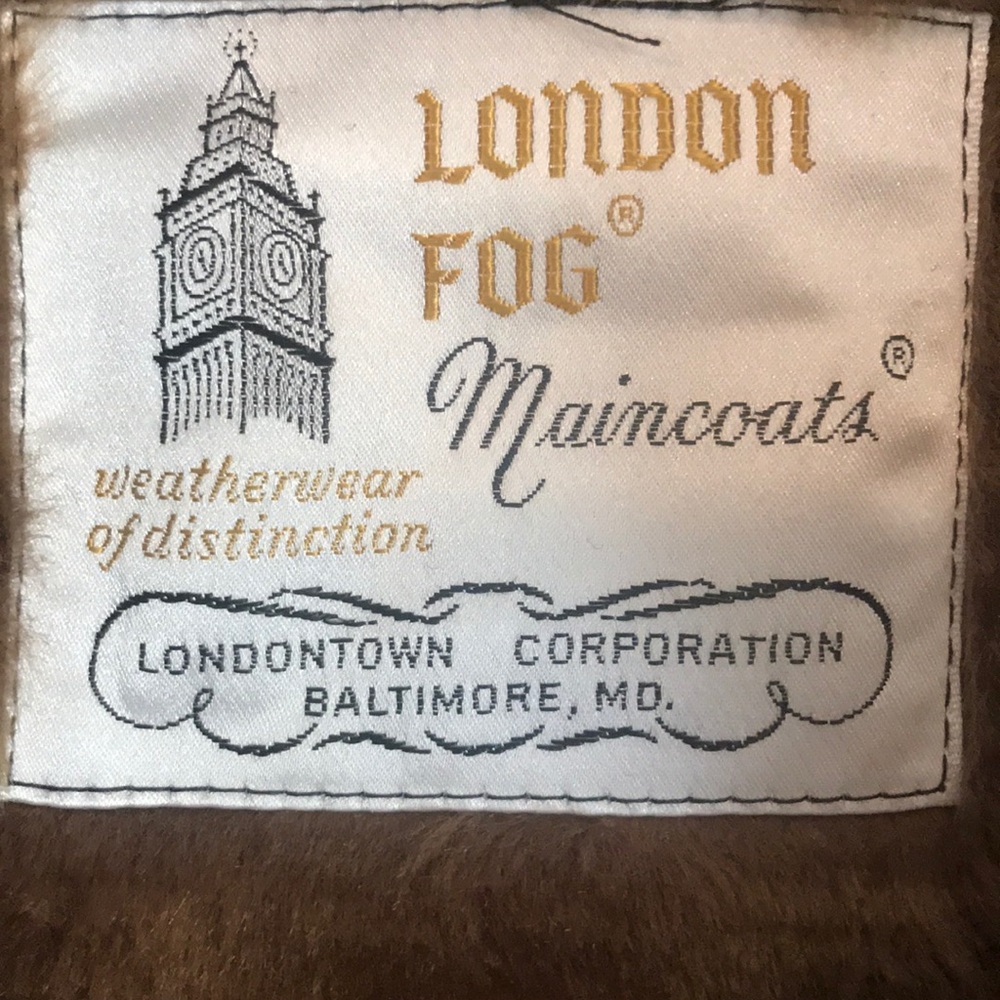 LONDON
FOG®
Maincoats®
weatherwear
of distinction
LONDONTOWN CORPORATION
BALTIMORE, MD.